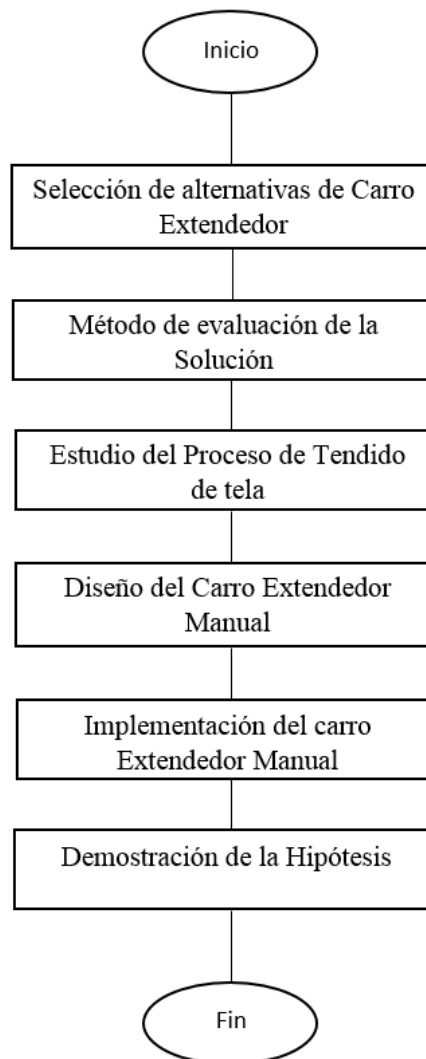 Inicio
Selección de alternativas de Carro
Extendedor
Método de evaluación de la
Solución
Estudio del Proceso de Tendido
de tela
Diseño del Carro Extendedor
Manual
Implementación del carro
Extendedor Manual
Demostración de la Hipótesis
Fin